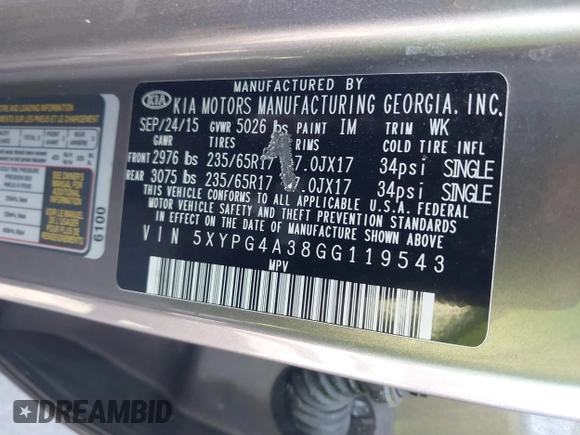 MANUFACTURED BY
KIA KIA MOTORS MANUFACTURING GEORGIA, INC.
SEP/24/15 GVWR 5026 lbs PAINT IM TRIM WK
GAWR TIRES RIMS COLD TIRE INFL
FRONT 2976 lbs 235/65R17 7.0JX17 34psi SINGLE
REAR 3075 lbs 235/65R17 7.0JX17 34psi SINGLE
THIS VEHICLE CONFORMS TO ALL APPLICABLE U.S.A. FEDERAL
MOTOR VEHICLE SAFETY AND THEFT PREVENTION STANDARDS
IN EFFECT ON THE DATE OF MANUFACTURE SHOWN ABOVE.
VIN 5XYPG4A38GG119543
MPV
6100
DREAMBID